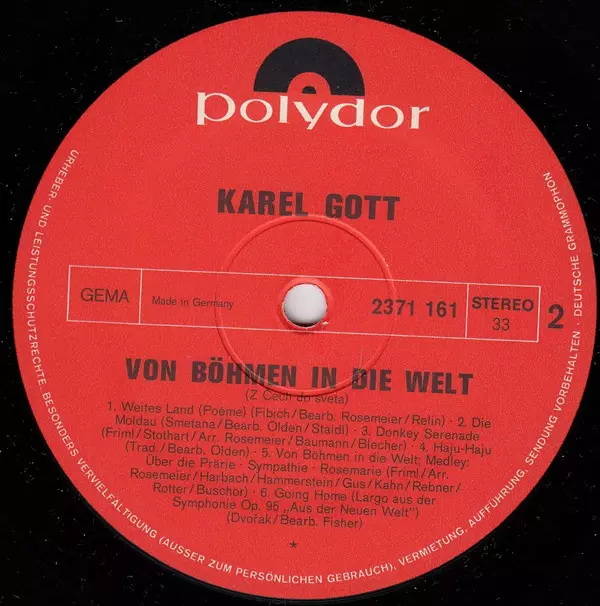 polydor
KAREL GOTT
GEMA
Made in Germany
2371 161
STEREO
33
2
VON BÖHMEN IN DIE WELT
(Z Čech do světa)
1. Weites Land (Poème) (Fibich/Bearb. Rosemeier/Relin) · 2. Die
Moldau (Smetana/Bearb. Olden/Staidl) · 3. Donkey Serenade
(Friml/Stothart/Arr. Rosemeier/Baumann/Blecher) · 4. Haju-Haju
(Trad./Bearb. Olden) · 5. Von Böhmen in die Welt; Medley:
Über die Prärie · Sympathie · Rosemarie (Friml/Arr.
Rosemeier/Harbach/Hammerstein/Gus/Kahn/Rebner/
Rotter/Buschor) · 6. Going Home (Largo aus der
Symphonie Op. 95 „Aus der Neuen Welt")
(Dvořak/Bearb. Fisher)
*
URHEBER- UND LEISTUNGSSCHUTZRECHTE, BESONDERS VERVIELFÄLTIGUNG (AUSSER ZUM PERSÖNLICHEN GEBRAUCH), VERMIETUNG, AUFFÜHRUNG, SENDUNG VORBEHALTEN · DEUTSCHE GRAMMOPHON